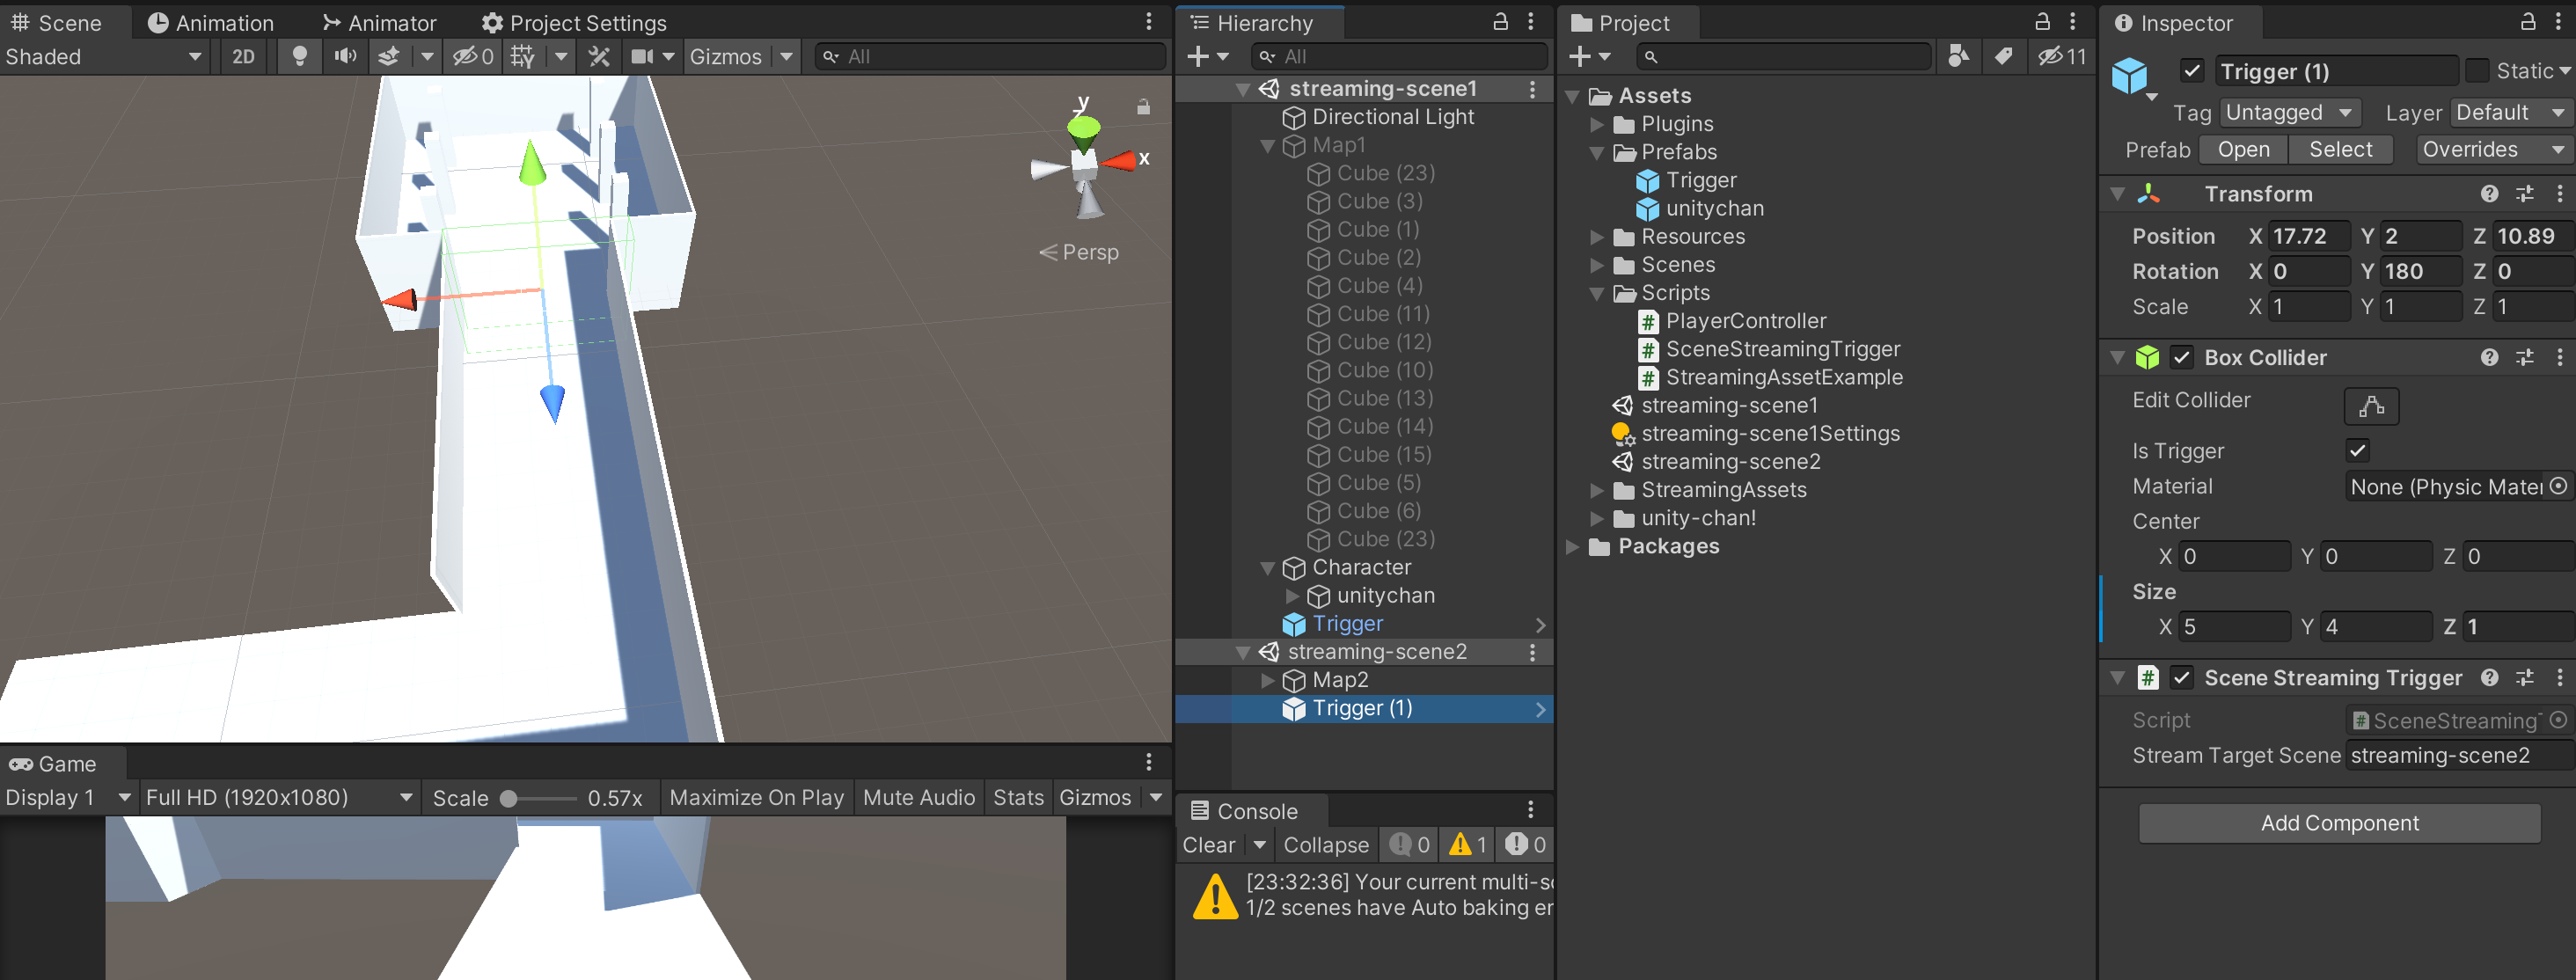 Scene
Animation
Animator
Project Settings
Shaded
2D
0
Gizmos
All
y
x
Persp
Game
Display 1
Full HD (1920x1080)
Scale
0.57x
Maximize On Play
Mute Audio
Stats
Gizmos
Hierarchy
All
streaming-scene1
Directional Light
Map1
Cube (23)
Cube (3)
Cube (1)
Cube (2)
Cube (4)
Cube (11)
Cube (12)
Cube (10)
Cube (13)
Cube (14)
Cube (15)
Cube (5)
Cube (6)
Cube (23)
Character
unitychan
Trigger
streaming-scene2
Map2
Trigger (1)
Console
Clear
Collapse
0
1
0
[23:32:36] Your current multi-s
1/2 scenes have Auto baking er
Project
11
Assets
Plugins
Prefabs
Trigger
unitychan
Resources
Scenes
Scripts
PlayerController
SceneStreamingTrigger
StreamingAssetExample
streaming-scene1
streaming-scene1Settings
streaming-scene2
StreamingAssets
unity-chan!
Packages
Inspector
Trigger (1)
Static
Tag Untagged Layer Default
Prefab Open Select Overrides
Transform
Position X 17.72 Y 2 Z 10.89
Rotation X 0 Y 180 Z 0
Scale X 1 Y 1 Z 1
Box Collider
Edit Collider
Is Trigger
Material None (Physic Mater
Center
X 0 Y 0 Z 0
Size
X 5 Y 4 Z 1
Scene Streaming Trigger
Script SceneStreaming
Stream Target Scene streaming-scene2
Add Component